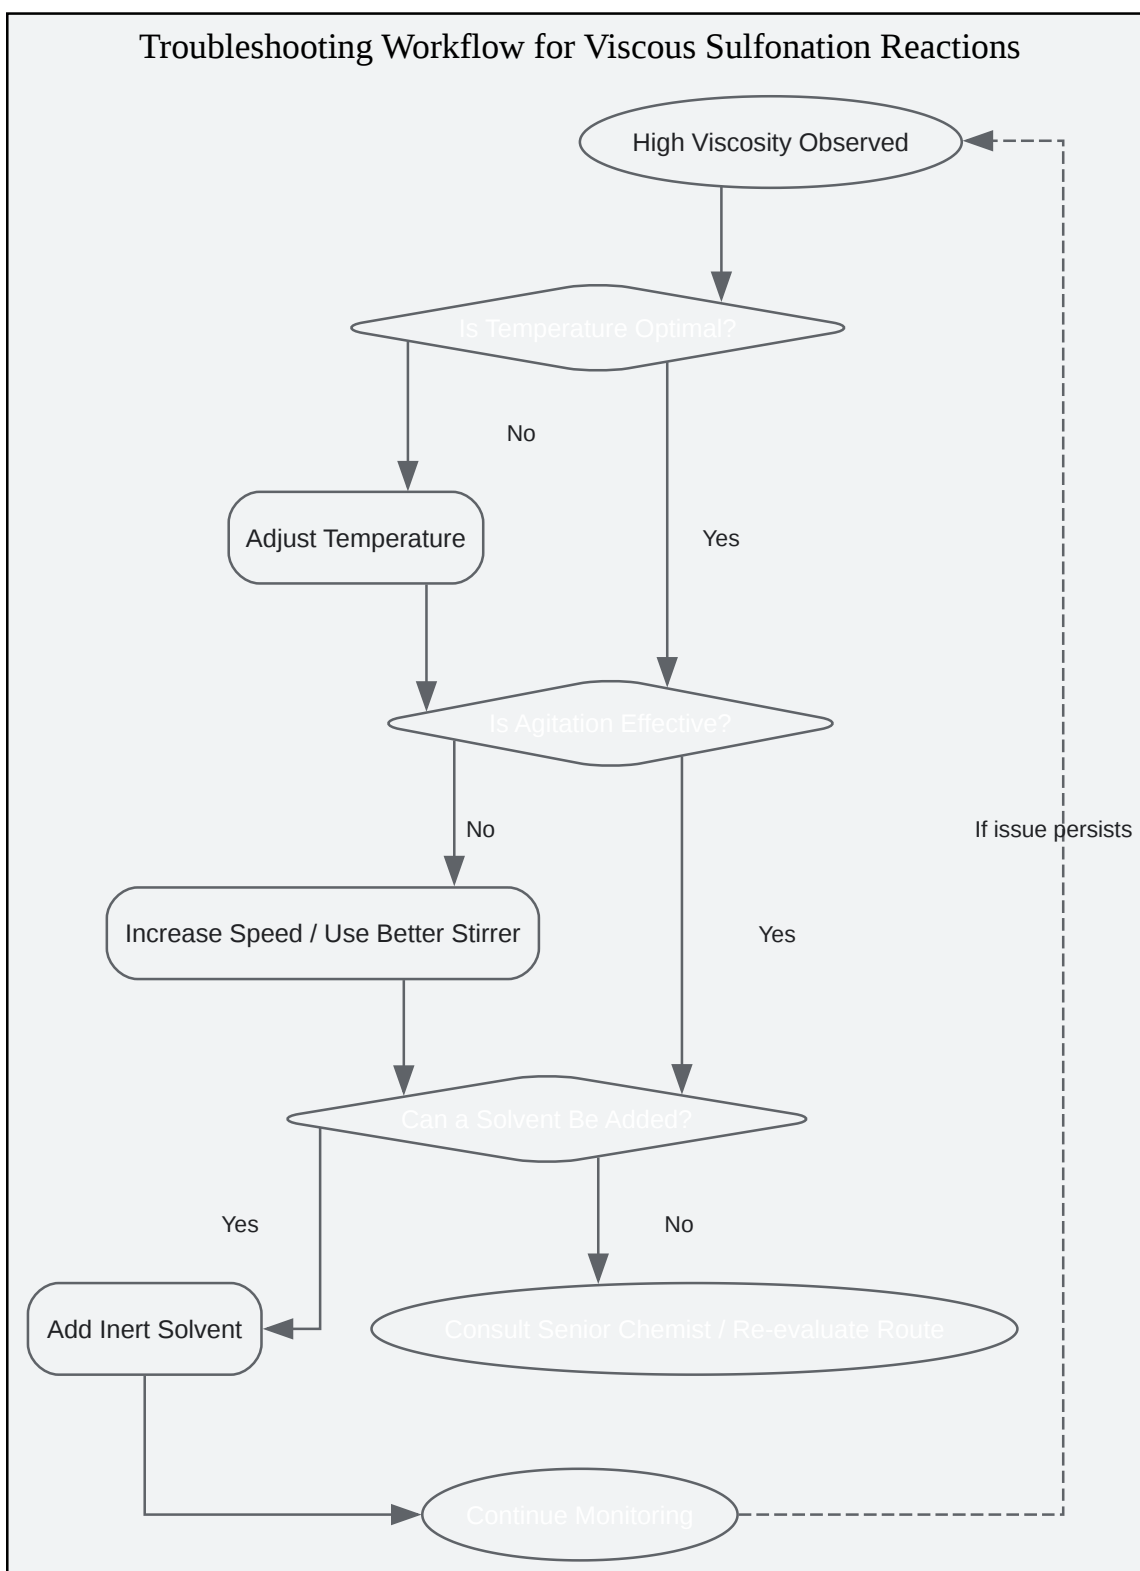 Troubleshooting Workflow for Viscous Sulfonation Reactions
High Viscosity Observed
Is Temperature Optimal?
No
Adjust Temperature
Yes
Is Agitation Effective?
No
If issue persists
Increase Speed / Use Better Stirrer
Yes
Can a Solvent Be Added?
Yes
No
Add Inert Solvent
Consult Senior Chemist / Re-evaluate Route
Continue Monitoring